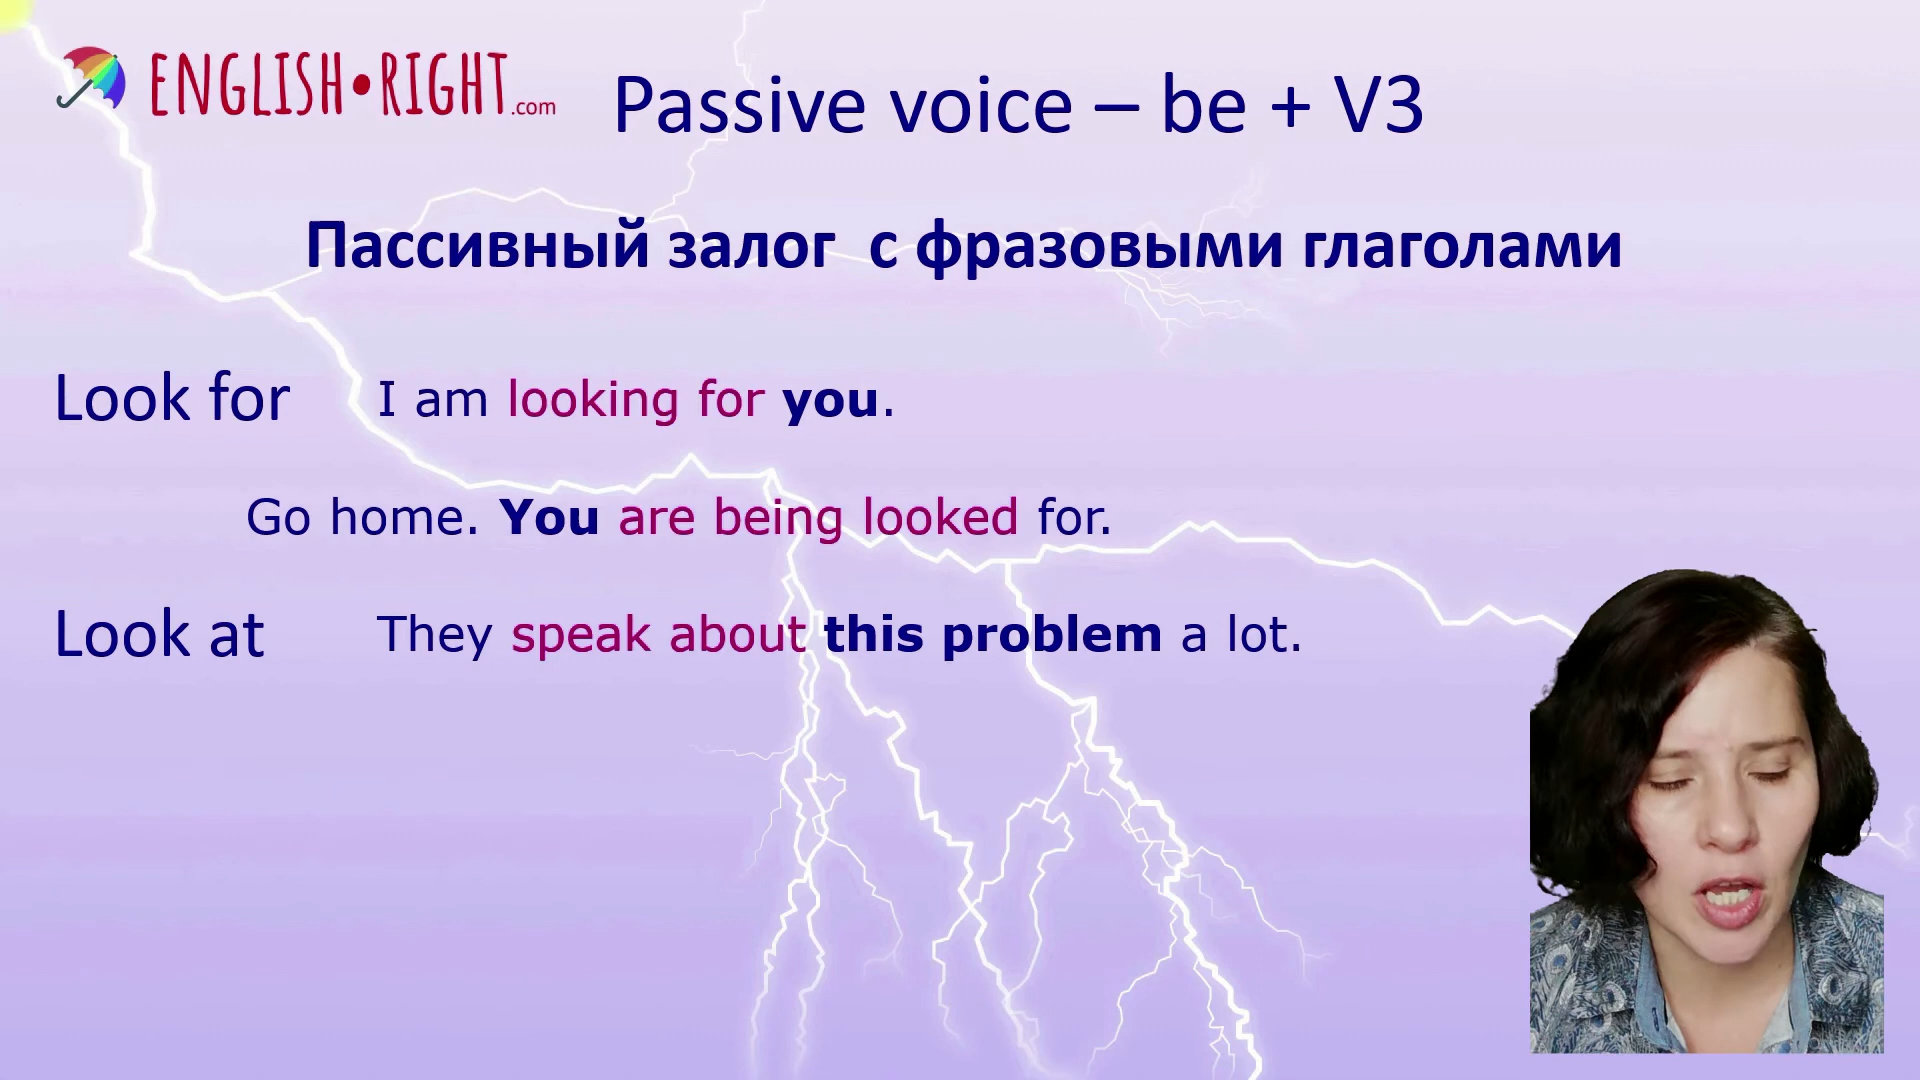 ENGLISH•RIGHT.com
Passive voice – be + V3
Пассивный залог с фразовыми глаголами
Look for I am looking for you.
Go home. You are being looked for.
Look at They speak about this problem a lot.